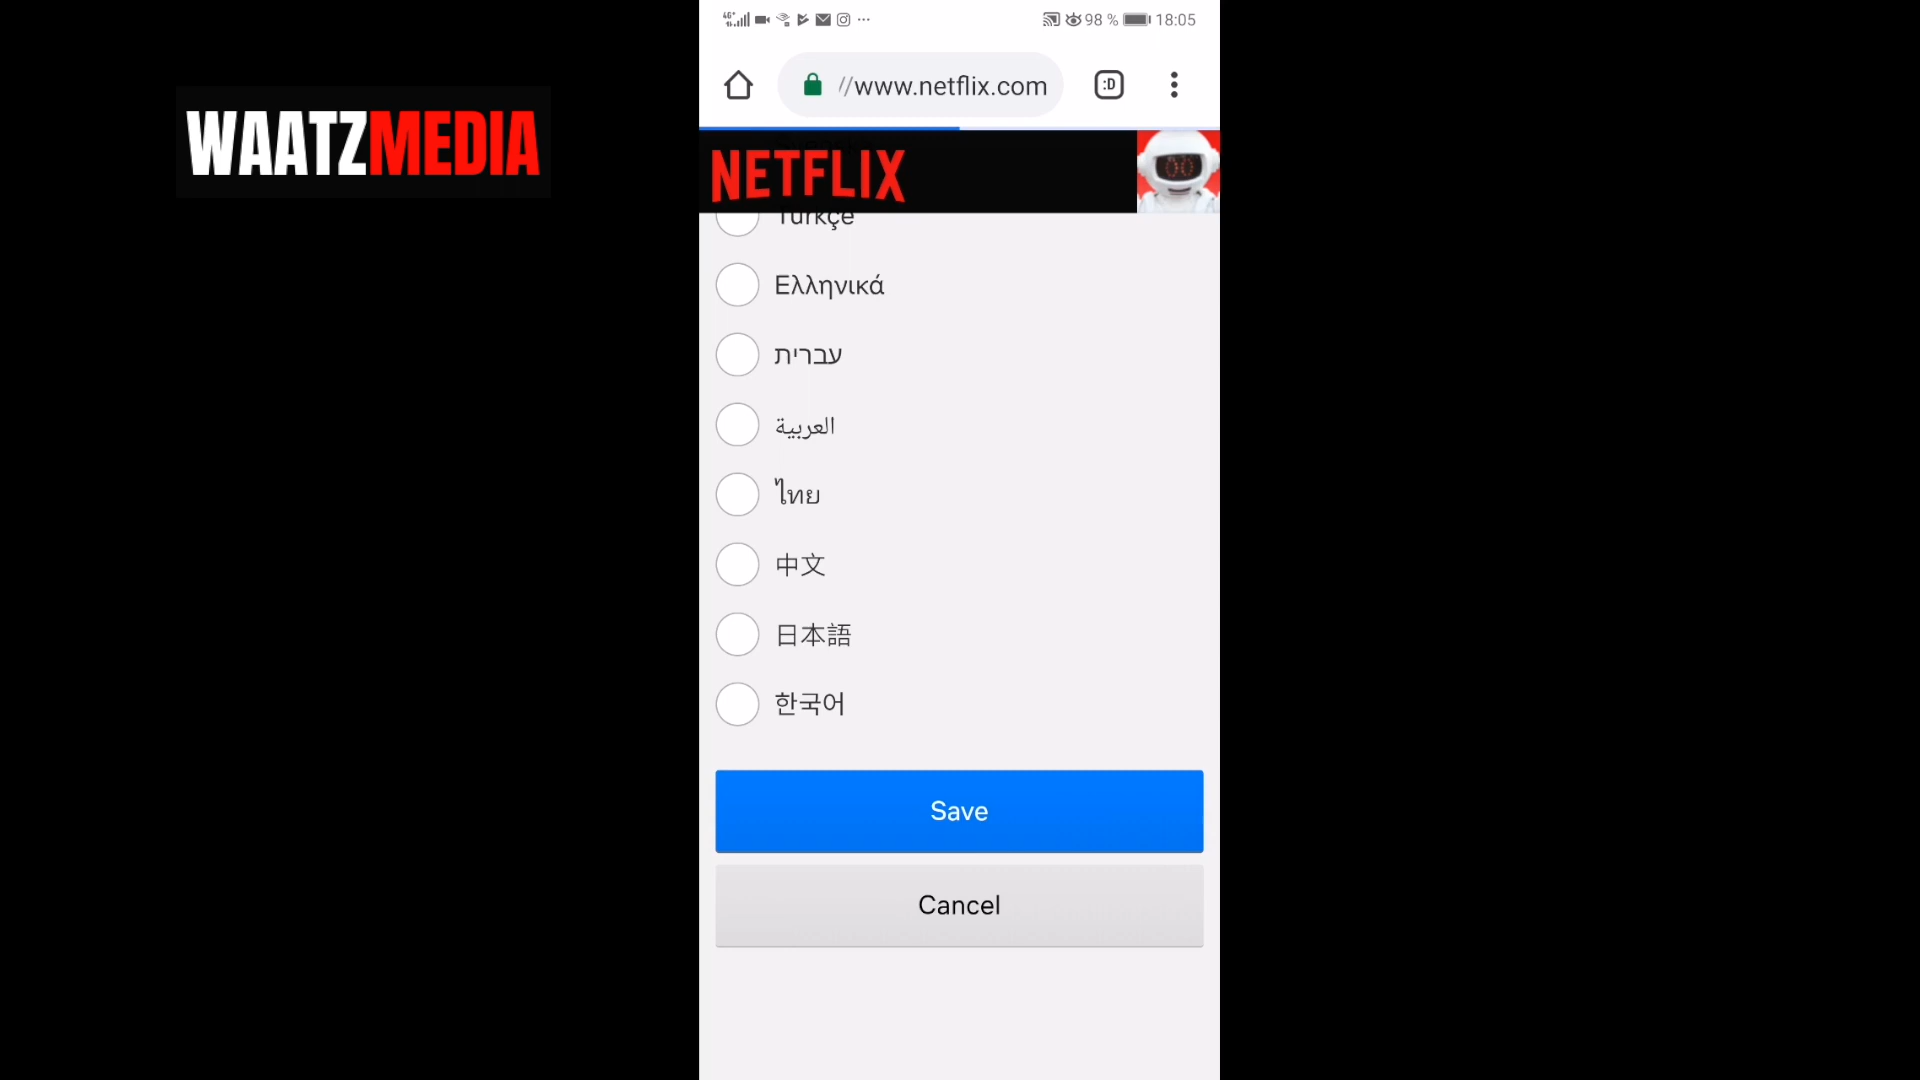 4G+ 98 % 18:05
//www.netflix.com :D
WAATZMEDIA
NETFLIX
Türkçe
Ελληνικά
עברית
العربية
ไทย
中文
日本語
한국어
Save
Cancel